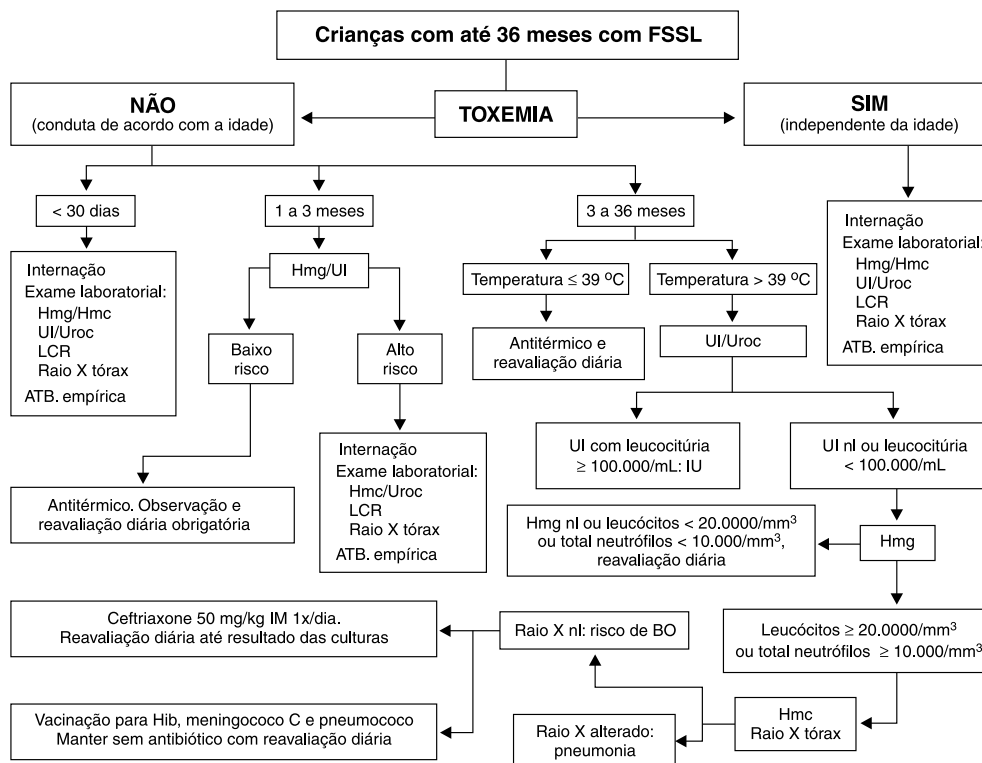 Crianças com até 36 meses com FSSL
NÃO
(conduta de acordo com a idade)
TOXEMIA
SIM
(independente da idade)
< 30 dias
1 a 3 meses
3 a 36 meses
Internação
Exame laboratorial:
Hmg/Hmc
UI/Uroc
LCR
Raio X tórax
ATB. empírica
Hmg/UI
Temperatura ≤ 39 ºC
Temperatura > 39 ºC
Internação
Exame laboratorial:
Hmg/Hmc
UI/Uroc
LCR
Raio X tórax
ATB. empírica
Baixo
risco
Alto
risco
Antitérmico e
reavaliação diária
UI/Uroc
Antitérmico. Observação e
reavaliação diária obrigatória
Internação
Exame laboratorial:
Hmc/Uroc
LCR
Raio X tórax
ATB. empírica
UI com leucocitúria
≥ 100.000/mL: IU
UI nl ou leucocitúria
< 100.000/mL
Hmg nl ou leucócitos < 20.0000/mm³
ou total neutrófilos < 10.000/mm³,
reavaliação diária
Hmg
Ceftriaxone 50 mg/kg IM 1x/dia.
Reavaliação diária até resultado das culturas
Raio X nl: risco de BO
Leucócitos ≥ 20.0000/mm³
ou total neutrófilos ≥ 10.000/mm³
Vacinação para Hib, meningococo C e pneumococo
Manter sem antibiótico com reavaliação diária
Raio X alterado:
pneumonia
Hmc
Raio X tórax